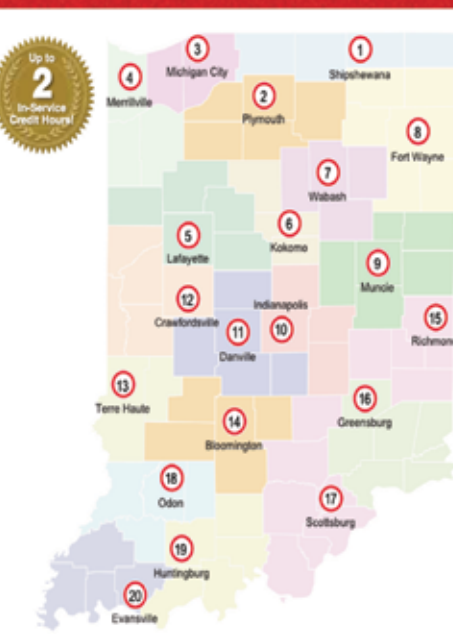 Up to
2
In-Service
Credit Hours!
1
Shipshewana
2
Plymouth
3
Michigan City
4
Merrillville
5
Lafayette
6
Kokomo
7
Wabash
8
Fort Wayne
9
Muncie
Indianapolis
10
11
Danville
12
Crawfordsville
13
Terre Haute
14
Bloomington
15
Richmon
16
Greensburg
17
Scottsburg
18
Odon
19
Huntingburg
20
Evansville